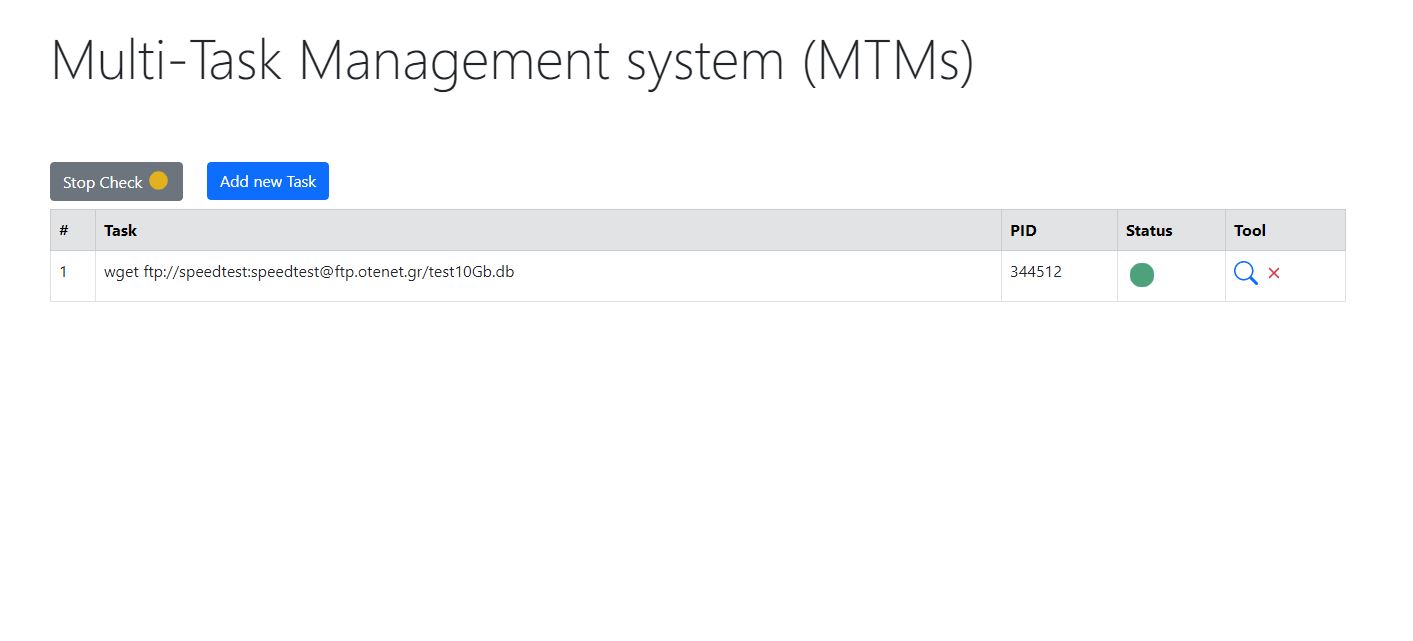 Multi-Task Management system (MTMs)
Stop Check Add new Task
# Task PID Status Tool
1 wget ftp://speedtest:speedtest@ftp.otenet.gr/test10Gb.db 344512